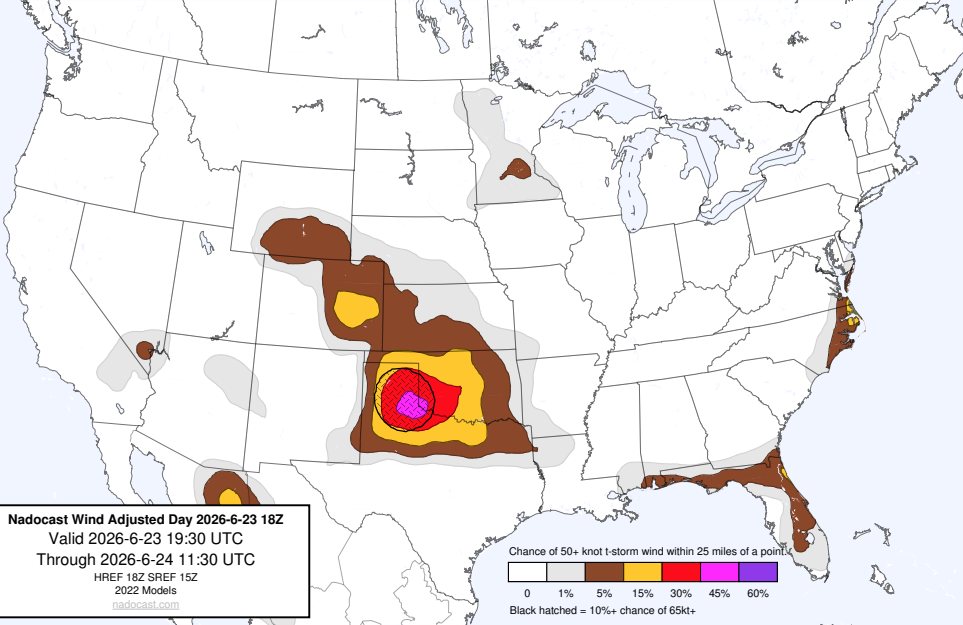 Nadocast Wind Adjusted Day 2026-6-23 18Z
Valid 2026-6-23 19:30 UTC
Through 2026-6-24 11:30 UTC
HREF 18Z SREF 15Z
2022 Models
nadocast.com
Chance of 50+ knot t-storm wind within 25 miles of a point.
0 1% 5% 15% 30% 45% 60%
Black hatched = 10%+ chance of 65kt+